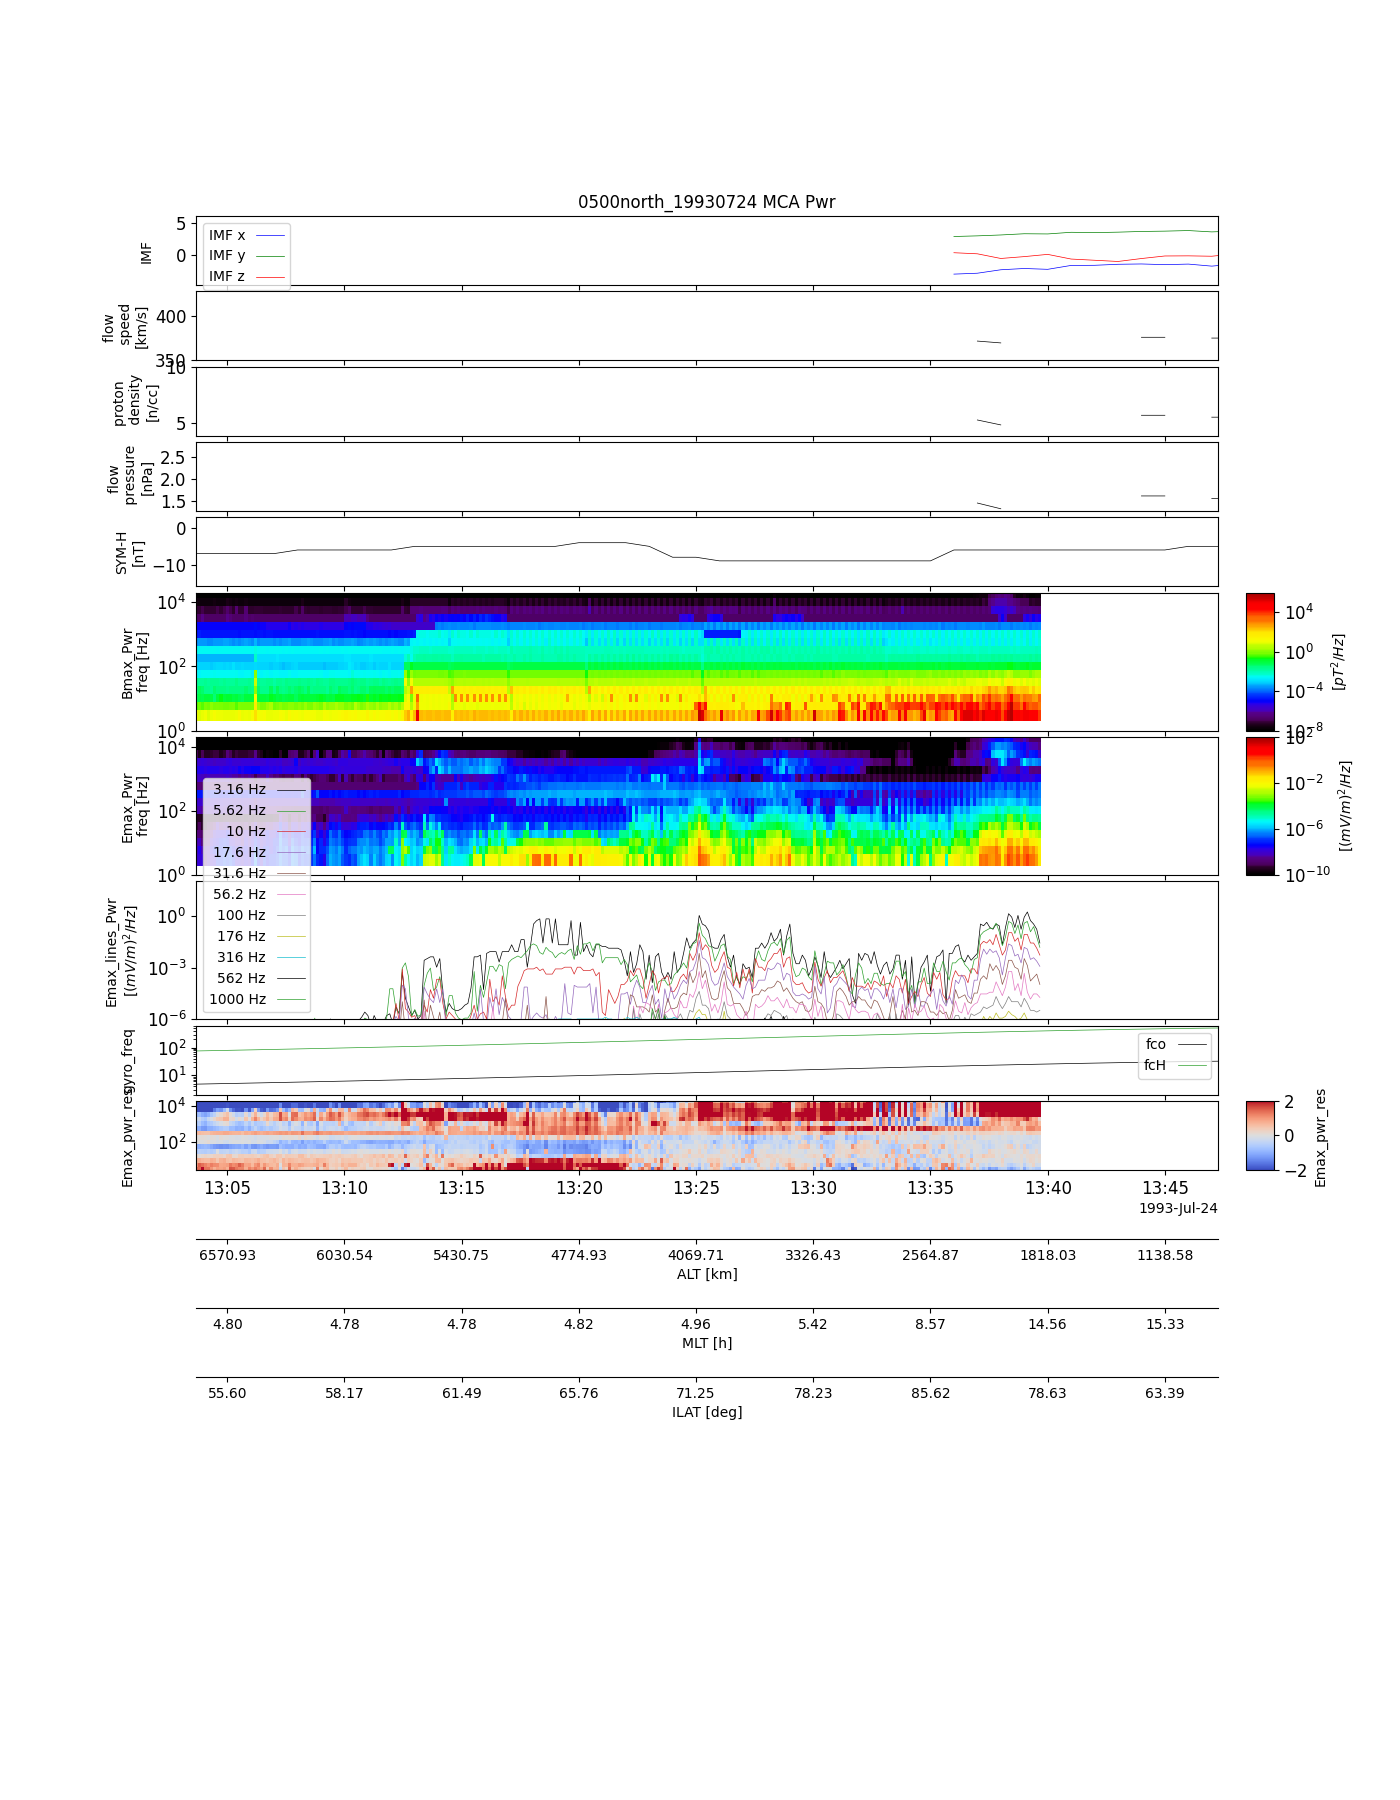 0500north_19930724 MCA Pwr
IMF
5
0
IMF x
IMF y
IMF z
flow
speed
[km/s]
400
350
proton
density
[n/cc]
10
5
flow
pressure
[nPa]
2.5
2.0
1.5
SYM-H
[nT]
0
−10
Bmax_Pwr
freq [Hz]
10^4
10^2
10^0
10^4
10^0
10^-4
10^-8
[pT^2/Hz]
Emax_Pwr
freq [Hz]
10^4
10^2
10^0
10^2
10^-2
10^-6
10^-10
[(mV/m)^2/Hz]
3.16 Hz
5.62 Hz
10 Hz
17.6 Hz
31.6 Hz
56.2 Hz
100 Hz
176 Hz
316 Hz
562 Hz
1000 Hz
Emax_lines_Pwr
[(mV/m)^2/Hz]
10^0
10^-3
10^-6
gyro_freq
10^2
10^1
fco
fcH
Emax_pwr_res
10^4
10^2
2
0
−2
Emax_pwr_res
13:05 13:10 13:15 13:20 13:25 13:30 13:35 13:40 13:45
1993-Jul-24
6570.93 6030.54 5430.75 4774.93 4069.71 3326.43 2564.87 1818.03 1138.58
ALT [km]
4.80 4.78 4.78 4.82 4.96 5.42 8.57 14.56 15.33
MLT [h]
55.60 58.17 61.49 65.76 71.25 78.23 85.62 78.63 63.39
ILAT [deg]